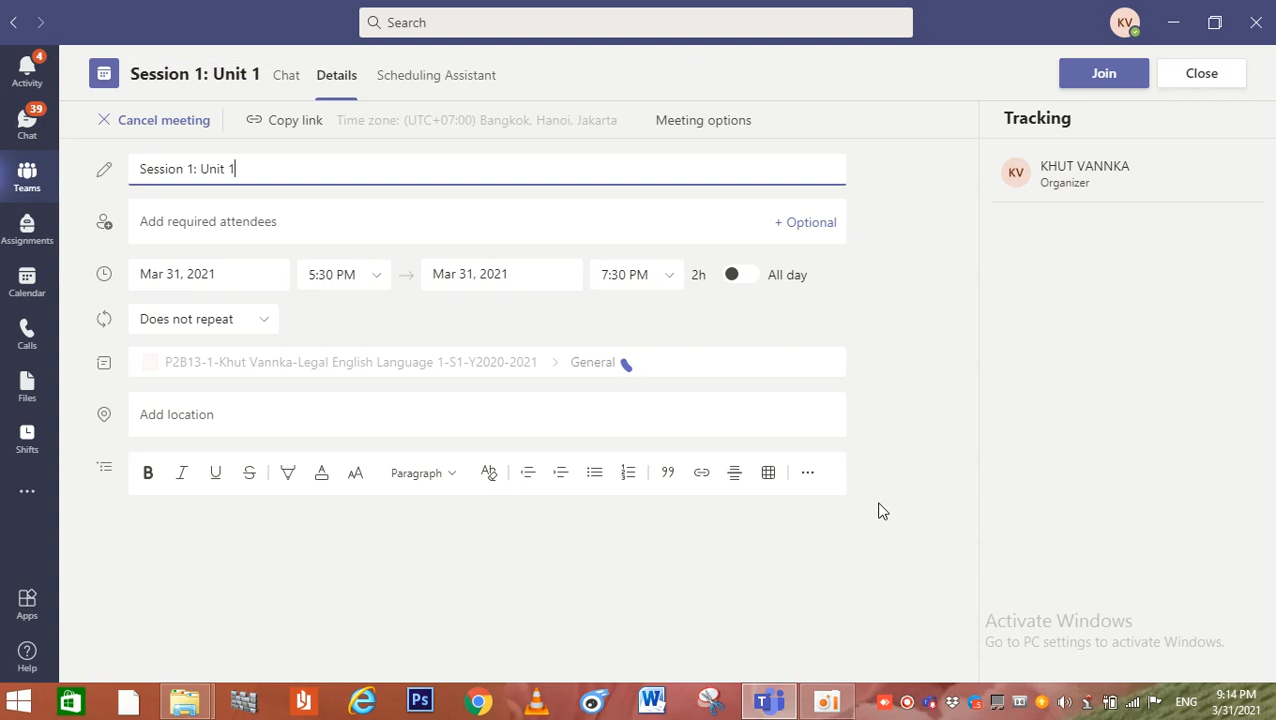 Search
KV
4
Activity
Session 1: Unit 1 Chat Details Scheduling Assistant
Join Close
39
Chat
Cancel meeting Copy link Time zone: (UTC+07:00) Bangkok, Hanoi, Jakarta Meeting options
Tracking
Teams
Session 1: Unit 1
KV KHUT VANNKA
Organizer
Assignments
Add required attendees + Optional
Calendar
Mar 31, 2021 5:30 PM Mar 31, 2021 7:30 PM 2h All day
Calls
Does not repeat
Files
P2B13-1-Khut Vannka-Legal English Language 1-S1-Y2020-2021 > General
Add location
Shifts
B I U S A AA Paragraph Ab 99 ...
Apps
Activate Windows
Go to PC settings to activate Windows.
Help
Ps
W
ENG 9:14 PM
3/31/2021